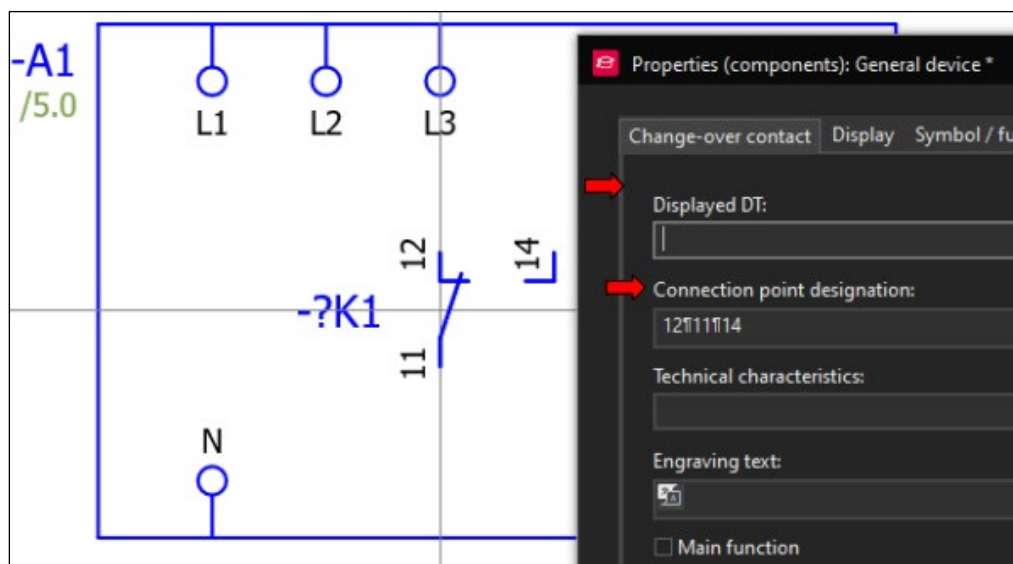 -A1
/5.0
L1
L2
L3
12
14
-?K1
11
N
Properties (components): General device *
Change-over contact
Display
Symbol / fu
Displayed DT:
Connection point designation:
12¶11¶14
Technical characteristics:
Engraving text:
Main function